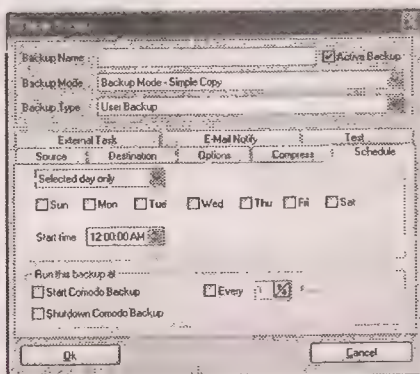 Backup Name :
Active Backup
Backup Mode : Backup Mode - Simple Copy
Backup Type : User Backup
External Task E-Mail Notify Test
Source Destination Options Compress Schedule
Selected day only
Sun Mon Tue Wed Thu Fri Sat
Start time 12:00:00 AM
Run this backup at
Start Comodo Backup Every
Shutdown Comodo Backup
Ok Cancel